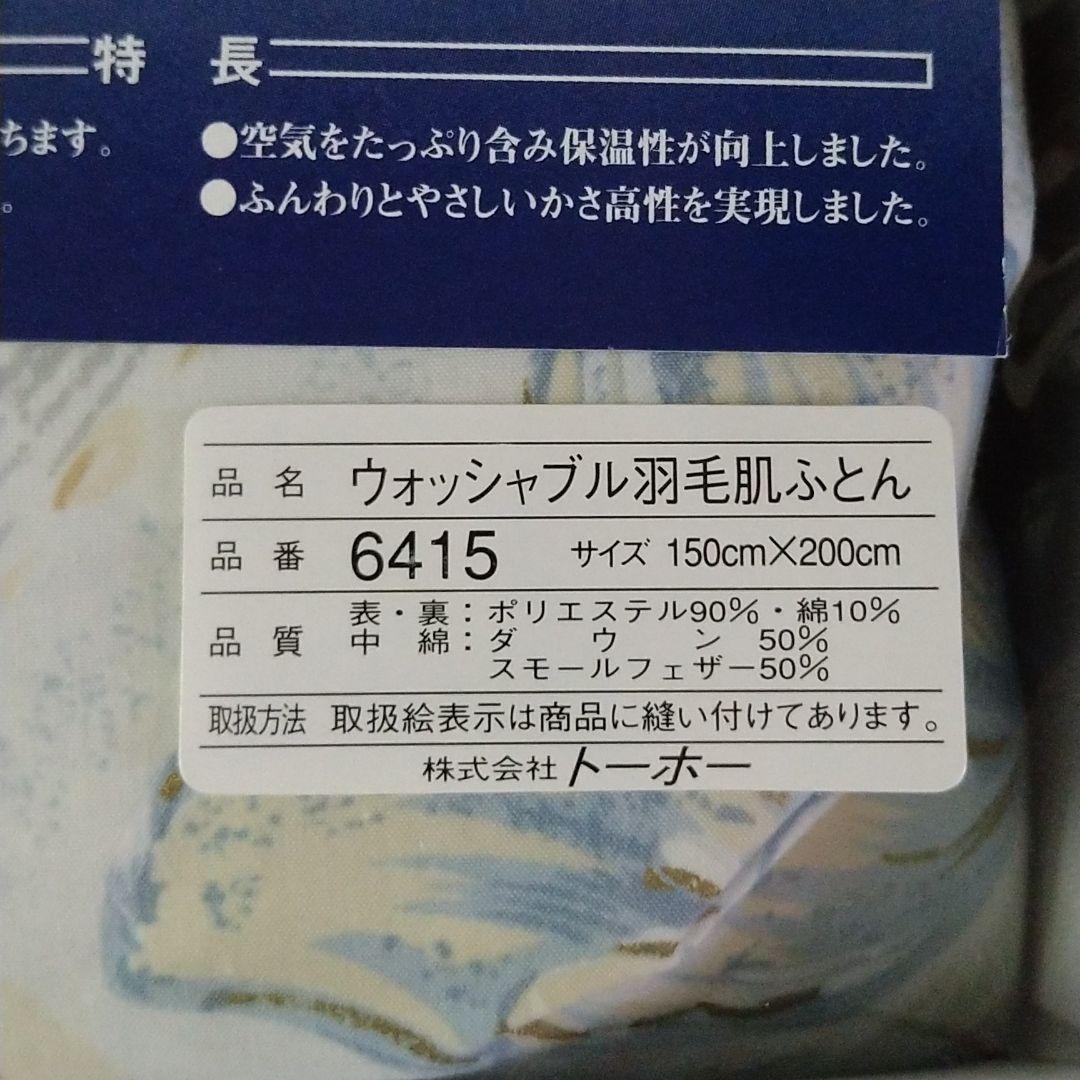 特 長
ちます。
●空気をたっぷり含み保温性が向上しました。
。
●ふんわりとやさしいかさ高性を実現しました。
品 名 ウォッシャブル羽毛肌ふとん
品 番 6415 サイズ 150cm×200cm
品 質 表・裏：ポリエステル90%・綿10%
中 綿：ダ ウ ン 50%
スモールフェザー50%
取扱方法 取扱絵表示は商品に縫い付けてあります。
株式会社トーホー